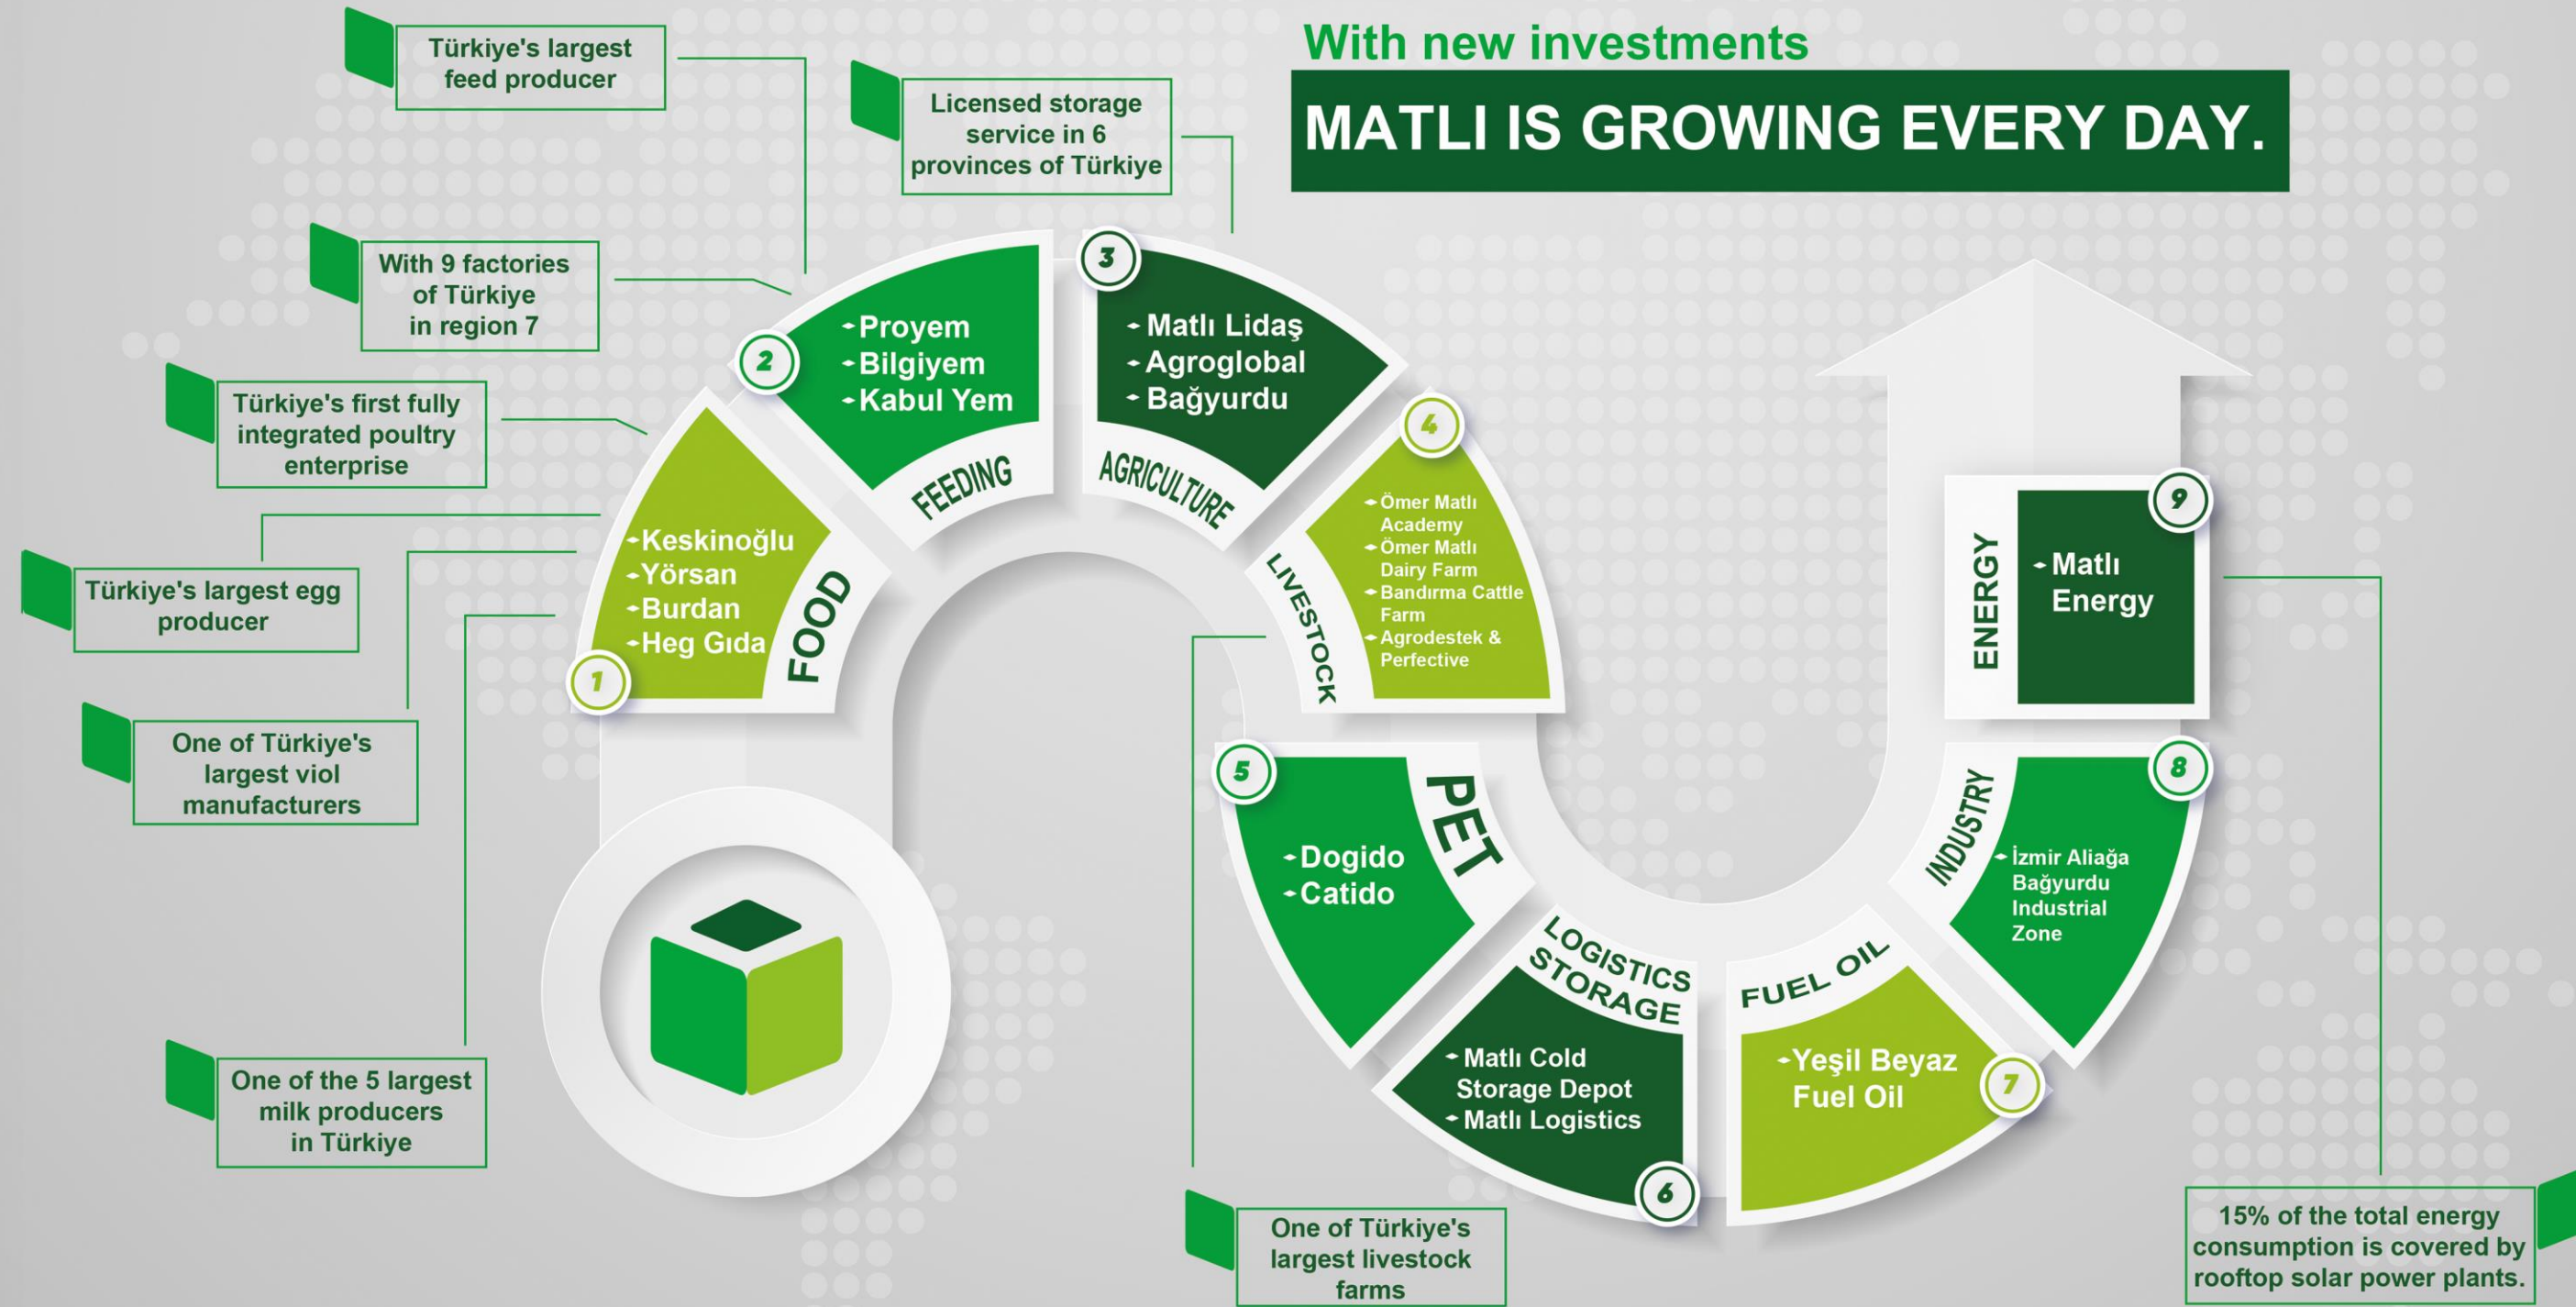 With new investments
MATLI IS GROWING EVERY DAY.
Türkiye's largest
feed producer
Licensed storage
service in 6
provinces of Türkiye
With 9 factories
of Türkiye
in region 7
Türkiye's first fully
integrated poultry
enterprise
Türkiye's largest egg
producer
One of Türkiye's
largest viol
manufacturers
One of the 5 largest
milk producers
in Türkiye
1
Keskinoğlu
Yörsan
Burdan
Heg Gıda
FOOD
2
Proyem
Bilgiyem
Kabul Yem
FEEDING
3
Matlı Lidaş
Agroglobal
Bağyurdu
AGRICULTURE
4
Ömer Matlı
Academy
Ömer Matlı
Dairy Farm
Bandırma Cattle
Farm
Agrodestek &
Perfective
LIVESTOCK
5
PET
Dogido
Catido
6
LOGISTICS
STORAGE
Matlı Cold
Storage Depot
Matlı Logistics
7
FUEL OIL
Yeşil Beyaz
Fuel Oil
8
INDUSTRY
İzmir Aliağa
Bağyurdu
Industrial
Zone
9
ENERGY
Matlı
Energy
One of Türkiye's
largest livestock
farms
15% of the total energy
consumption is covered by
rooftop solar power plants.